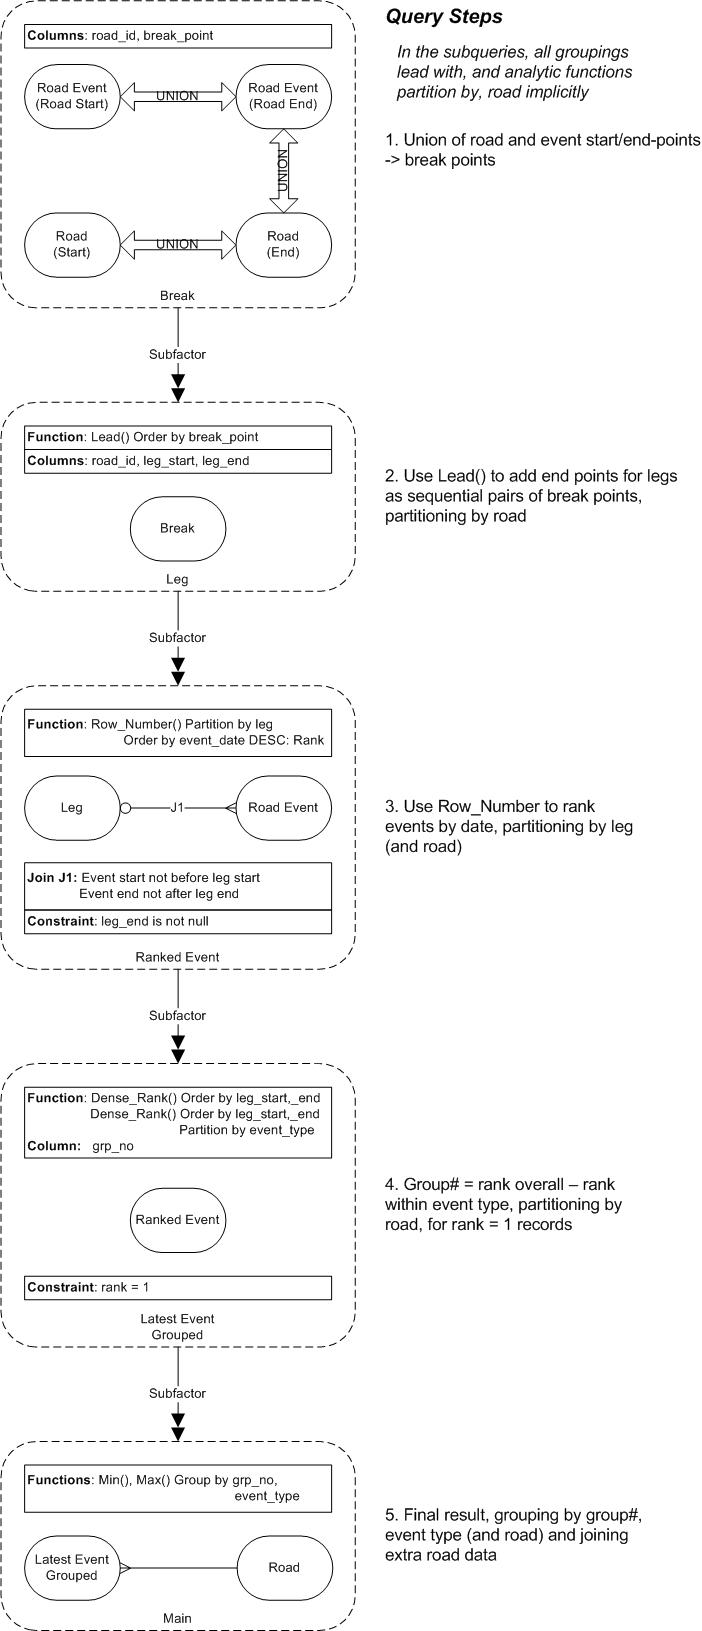 Query Steps
In the subqueries, all groupings
lead with, and analytic functions
partition by, road implicitly
Columns: road_id, break_point
Road Event
(Road Start)
UNION
Road Event
(Road End)
UNION
Road
(Start)
UNION
Road
(End)
Break
1. Union of road and event start/end-points
-> break points
Subfactor
Function: Lead() Order by break_point
Columns: road_id, leg_start, leg_end
Break
Leg
2. Use Lead() to add end points for legs
as sequential pairs of break points,
partitioning by road
Subfactor
Function: Row_Number() Partition by leg
Order by event_date DESC: Rank
Leg
J1
Road Event
Join J1: Event start not before leg start
Event end not after leg end
Constraint: leg_end is not null
Ranked Event
3. Use Row_Number to rank
events by date, partitioning by leg
(and road)
Subfactor
Function: Dense_Rank() Order by leg_start,_end
Dense_Rank() Order by leg_start,_end
Partition by event_type
Column: grp_no
Ranked Event
Constraint: rank = 1
Latest Event
Grouped
4. Group# = rank overall – rank
within event type, partitioning by
road, for rank = 1 records
Subfactor
Functions: Min(), Max() Group by grp_no,
event_type
Latest Event
Grouped
Road
Main
5. Final result, grouping by group#,
event type (and road) and joining
extra road data